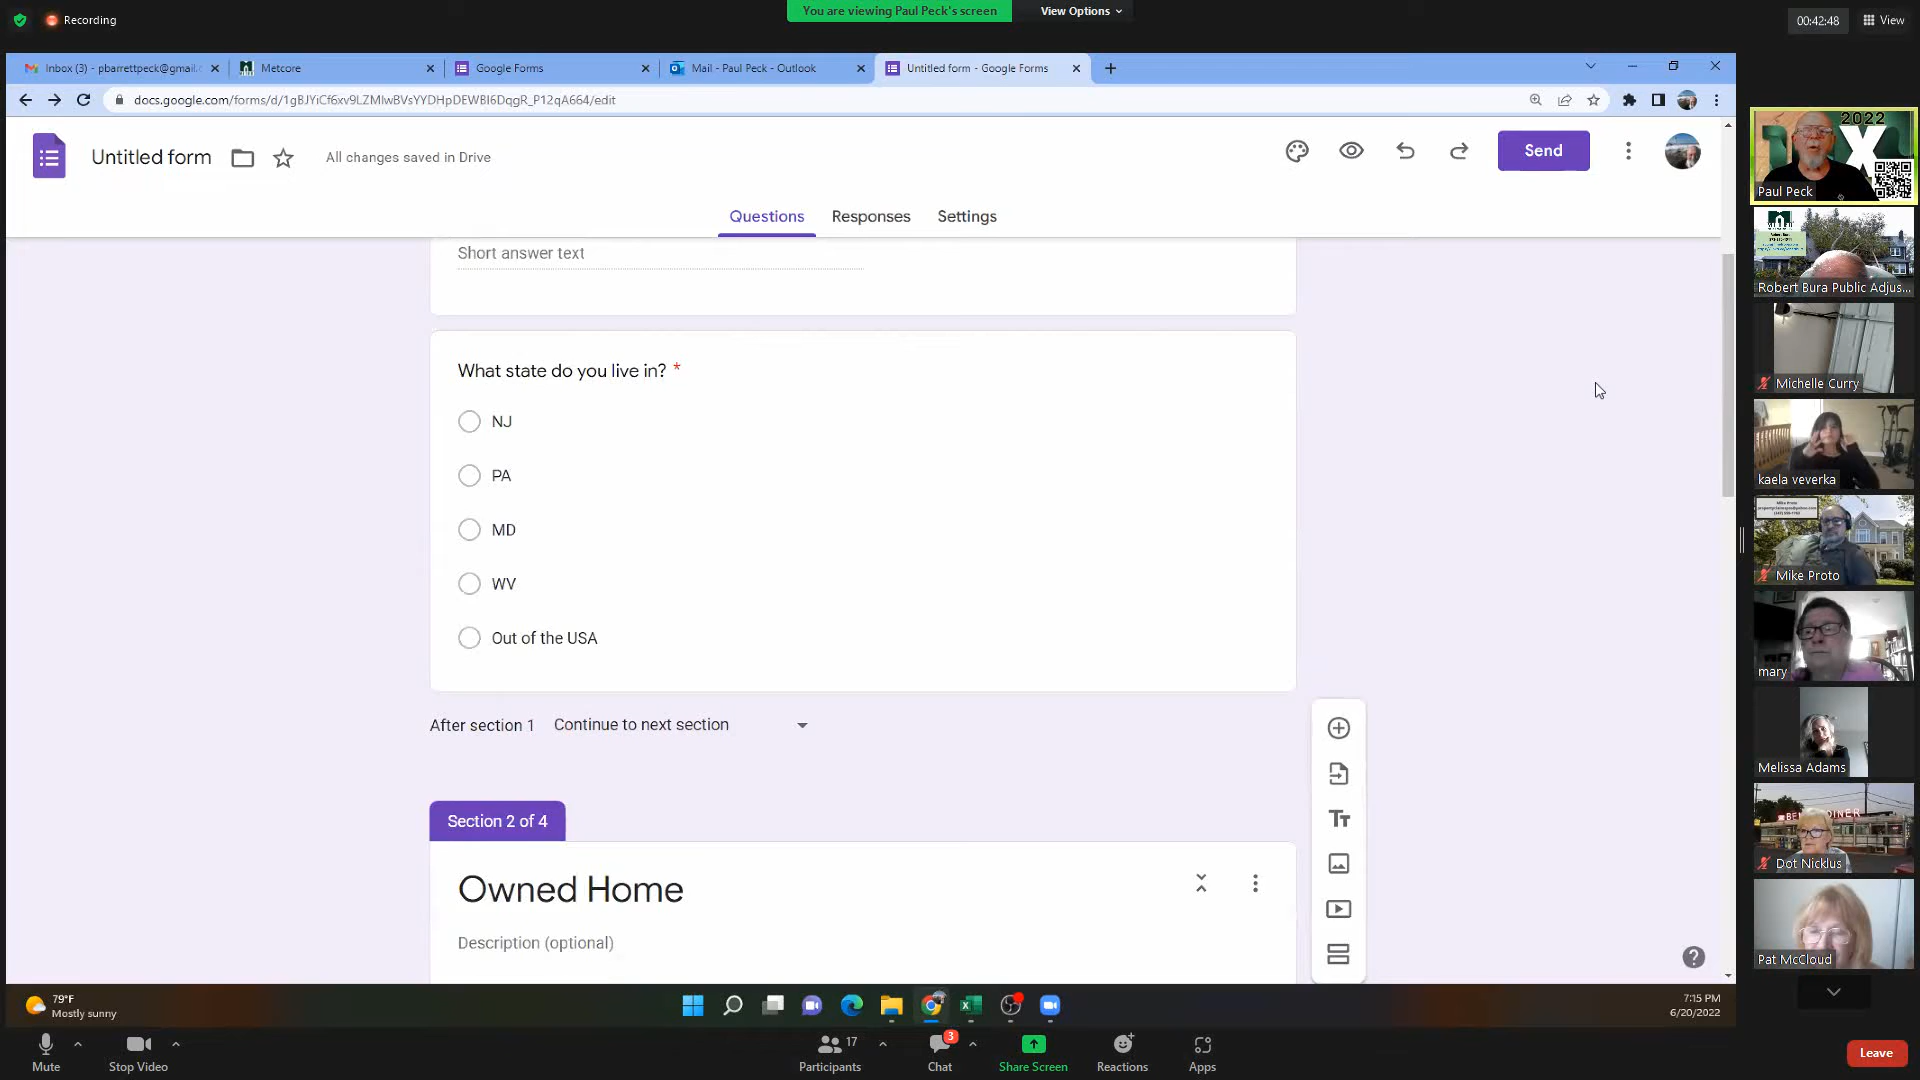 Recording
You are viewing Paul Peck's screen
View Options
00:42:48
View
Inbox (3) - pbarrettpeck@gmail.c
Metcore
Google Forms
Mail - Paul Peck - Outlook
Untitled form - Google Forms
docs.google.com/forms/d/1gBJYiCf6xv9LZMlwBVsYYDHpDEWBI6DqgR_P12qA664/edit
Untitled form
All changes saved in Drive
Send
Questions
Responses
Settings
Short answer text
What state do you live in? *
NJ
PA
MD
WV
Out of the USA
After section 1
Continue to next section
Section 2 of 4
Owned Home
Description (optional)
2022
Paul Peck
Robert Bura Public Adjus...
Michelle Curry
kaela veverka
Mike Proto
Mike Proto
mary
Melissa Adams
DINER
Dot Nicklus
Pat McCloud
79°F
Mostly sunny
7:15 PM
6/20/2022
Mute
Stop Video
17
Participants
3
Chat
Share Screen
Reactions
Apps
Leave